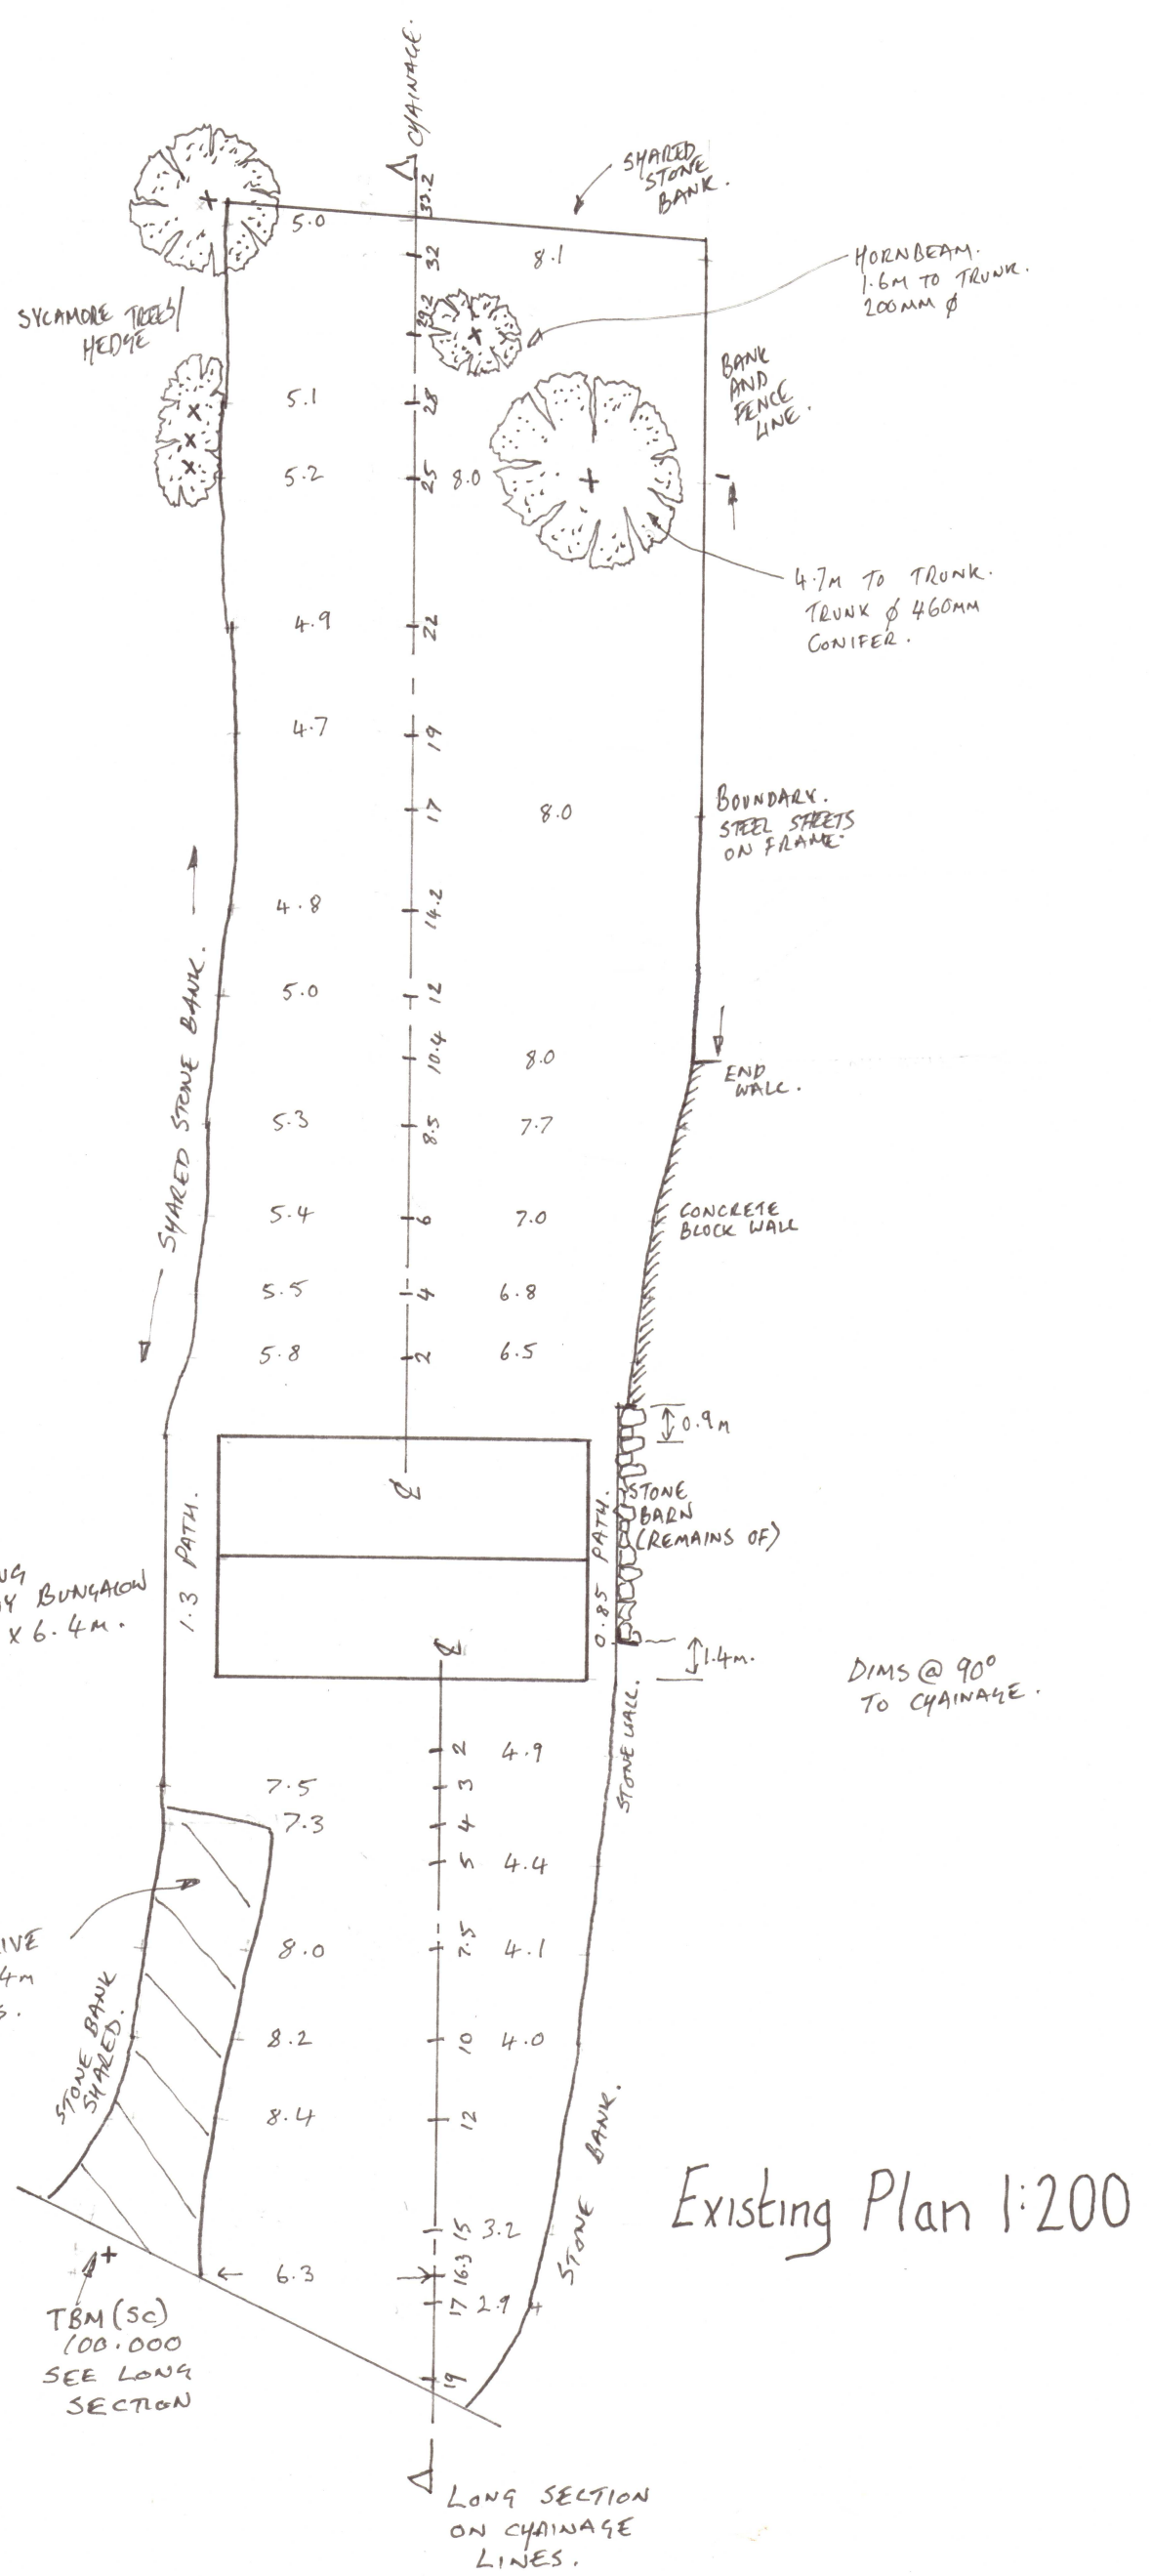 CHAINAGE.
33.2
SHARED
STONE
BANK.
5.0
32
8.1
HORNBEAM.
1.6M TO TRUNK.
200MM ϕ
SYCAMORE TREES/
HEDGE
29.2
BANK
AND
FENCE
LINE.
5.1
28
5.2
25
8.0
4.7M TO TRUNK.
TRUNK ϕ 460MM
CONIFER.
4.9
22
4.7
19
17
8.0
BOUNDARY.
STEEL SHEETS
ON FRAME.
4.8
14.2
SHARED STONE BANK.
5.0
12
10.4
8.0
END
WALL.
5.3
8.5
7.7
5.4
6
7.0
CONCRETE
BLOCK WALL
5.5
4
6.8
5.8
2
6.5
0.9M
℄
STONE
BARN
(REMAINS OF)
1.3 PATH.
0.85 PATH.
BUNGALOW
x 6.4M.
℄
1.4M.
DIMS @ 90°
TO CHAINAGE.
STONE WALL.
2
4.9
7.5
3
7.3
4
5
4.4
8.0
7.5
4.1
4M
STONE BANK
SHARED.
8.2
10
4.0
8.4
12
STONE BANK.
Existing Plan 1:200
15
3.2
6.3
16.3
17
2.9
TBM (SC)
100.000
SEE LONG
SECTION
19
LONG SECTION
ON CHAINAGE
LINES.